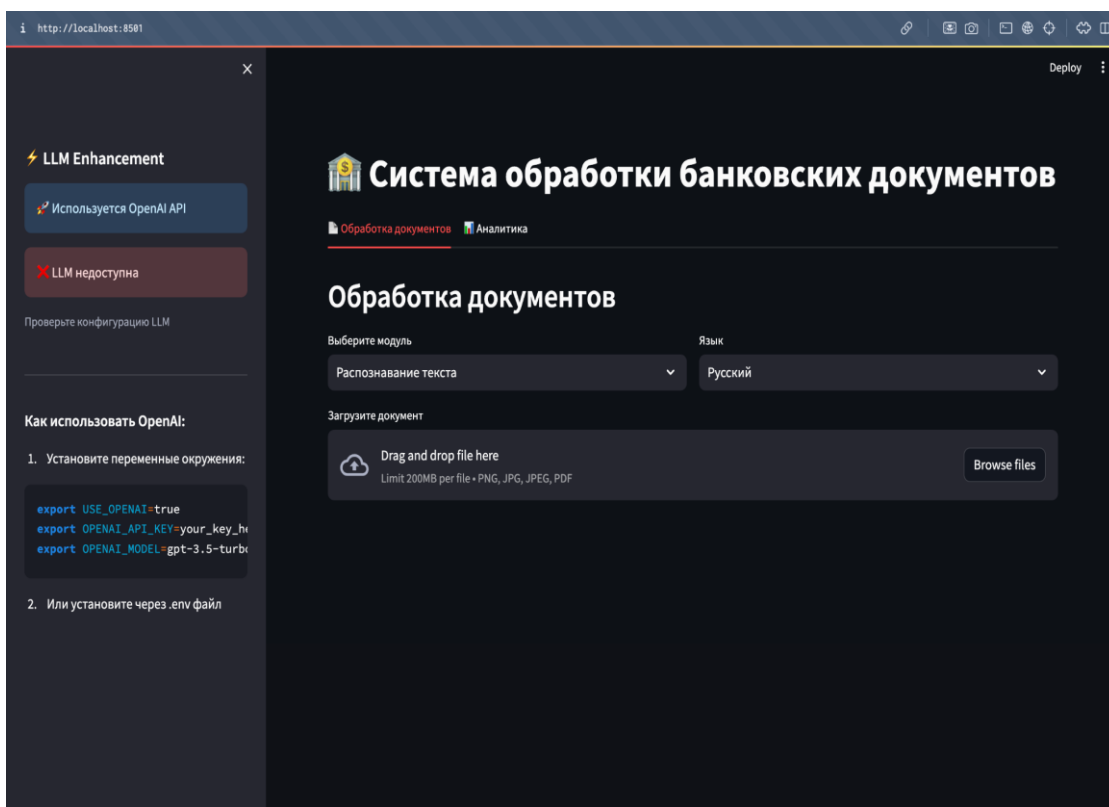 http://localhost:8501
Deploy
⚡ LLM Enhancement
🚀 Используется OpenAI API
❌ LLM недоступна
Проверьте конфигурацию LLM
Как использовать OpenAI:
1. Установите переменные окружения:
export USE_OPENAI=true
export OPENAI_API_KEY=your_key_he
export OPENAI_MODEL=gpt-3.5-turbo
2. Или установите через .env файл
🏦 Система обработки банковских документов
📄 Обработка документов 📊 Аналитика
Обработка документов
Выберите модуль Язык
Распознавание текста Русский
Загрузите документ
Drag and drop file here
Limit 200MB per file • PNG, JPG, JPEG, PDF
Browse files